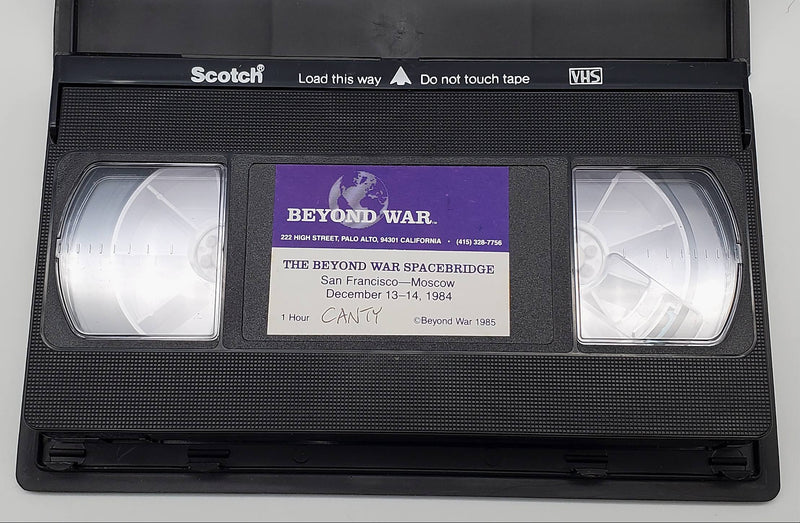 Scotch® Load this way Do not touch tape VHS
BEYOND WAR™
222 HIGH STREET, PALO ALTO, 94301 CALIFORNIA • (415) 328-7756
THE BEYOND WAR SPACEBRIDGE
San Francisco—Moscow
December 13-14, 1984
1 Hour CANTY ©Beyond War 1985